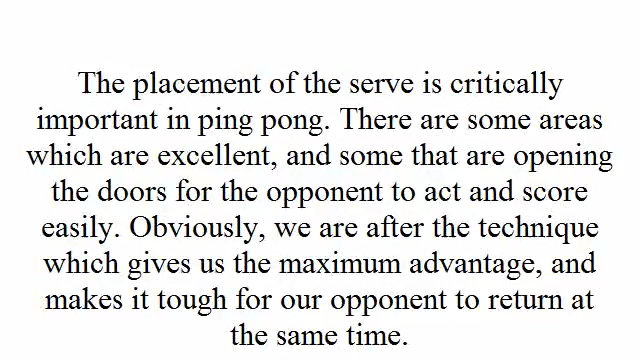 The placement of the serve is critically
important in ping pong. There are some areas
which are excellent, and some that are opening
the doors for the opponent to act and score
easily. Obviously, we are after the technique
which gives us the maximum advantage, and
makes it tough for our opponent to return at
the same time.